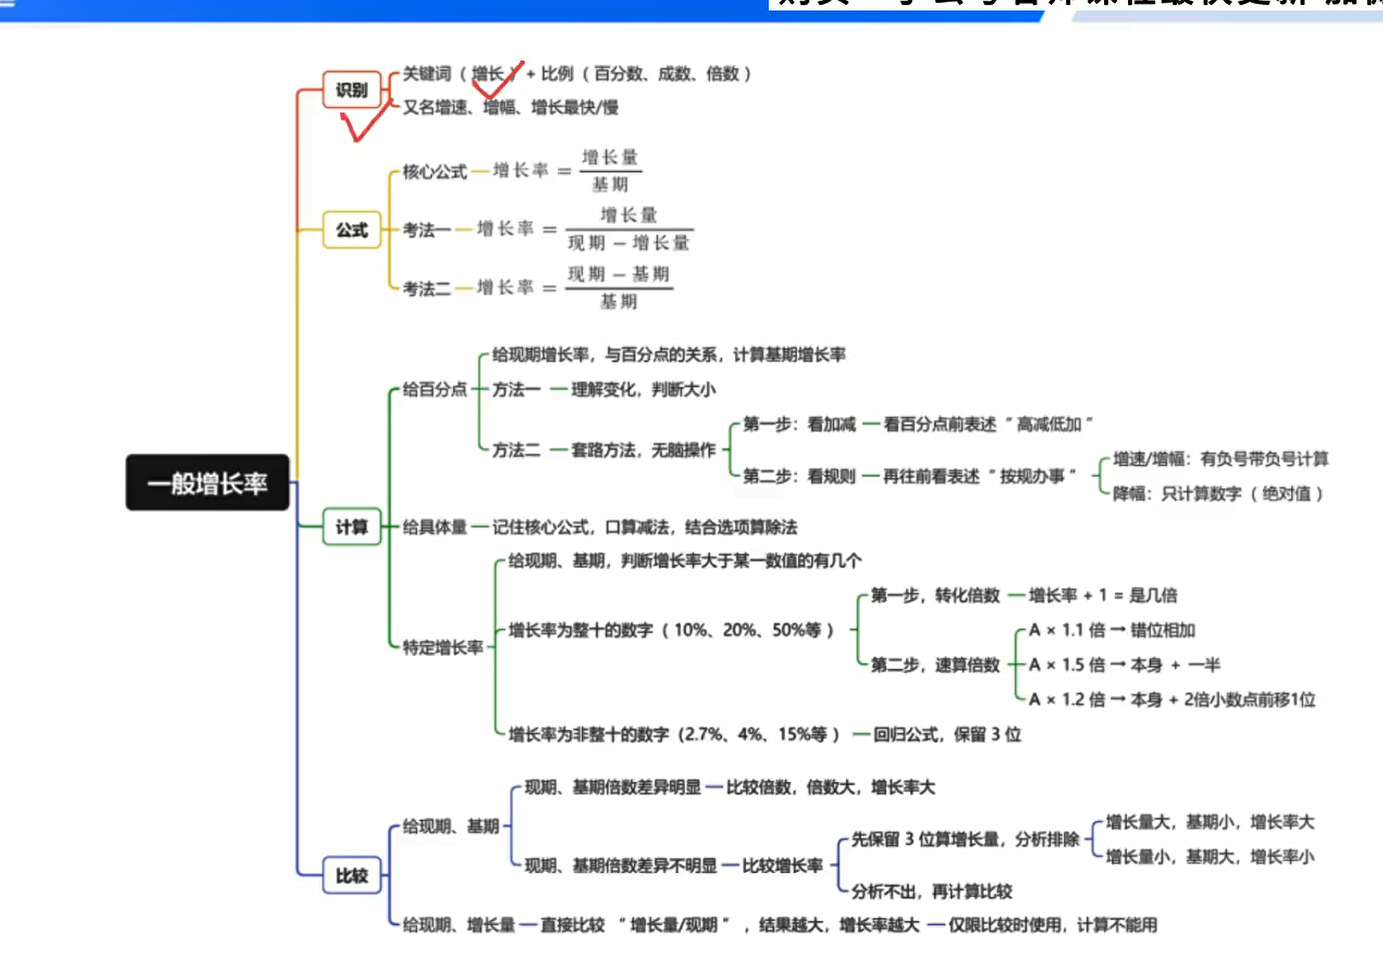 识别
关键词（增长）+ 比例（百分数、成数、倍数）
又名增速、增幅、增长最快/慢
公式
核心公式 增长率 = 增长量
基期
考法一 增长率 = 增长量
现期 - 增长量
考法二 增长率 = 现期 - 基期
基期
一般增长率
计算
给百分点
给现期增长率，与百分点的关系，计算基期增长率
方法一 理解变化，判断大小
方法二 套路方法，无脑操作
第一步：看加减 看百分点前表述 “ 高减低加 ”
第二步：看规则 再往前看表述 “ 按规办事 ”
增速/增幅：有负号带负号计算
降幅：只计算数字（绝对值）
给具体量 记住核心公式，口算减法，结合选项算除法
特定增长率
给现期、基期，判断增长率大于某一数值的有几个
增长率为整十的数字（10%、20%、50%等）
第一步，转化倍数 增长率 + 1 = 是几倍
第二步，速算倍数
A × 1.1 倍 → 错位相加
A × 1.5 倍 → 本身 + 一半
A × 1.2 倍 → 本身 + 2倍小数点前移1位
增长率为非整十的数字（2.7%、4%、15%等） 回归公式，保留 3 位
比较
给现期、基期
现期、基期倍数差异明显 比较倍数，倍数大，增长率大
现期、基期倍数差异不明显 比较增长率
先保留 3 位算增长量，分析排除
增长量大，基期小，增长率大
增长量小，基期大，增长率小
分析不出，再计算比较
给现期、增长量 直接比较 “ 增长量/现期 ” ，结果越大，增长率越大 仅限比较时使用，计算不能用